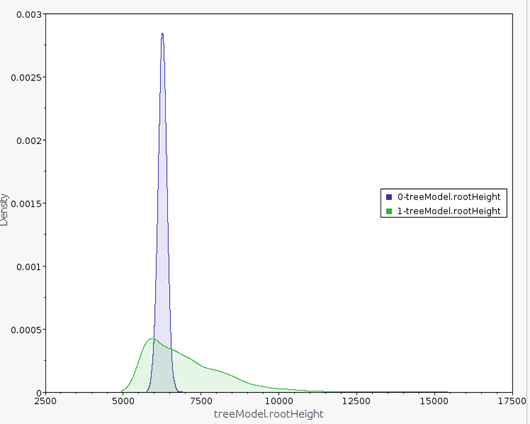 0.003
0.0025
0.002
0.0015
0.001
0.0005
0
Density
0-treeModel.rootHeight
1-treeModel.rootHeight
2500 5000 7500 10000 12500 15000 17500
treeModel.rootHeight